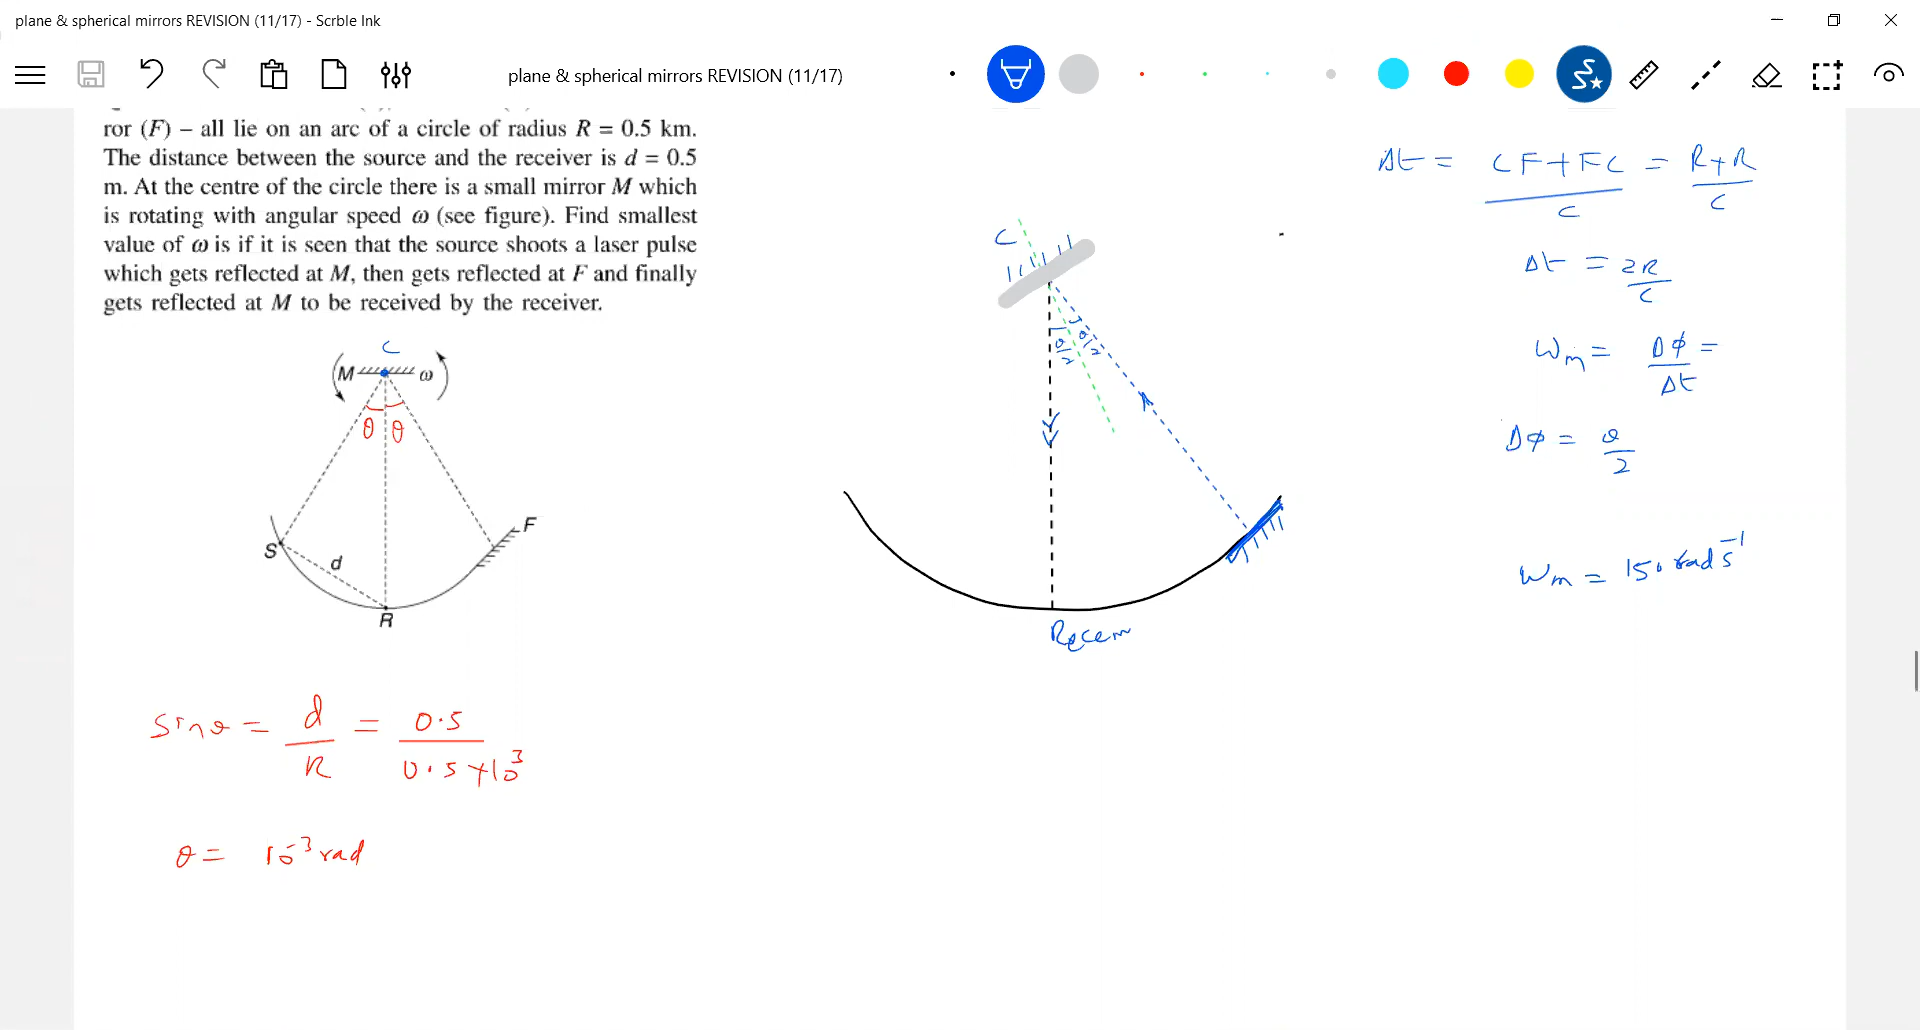 plane & spherical mirrors REVISION (11/17) - Scrble Ink
plane & spherical mirrors REVISION (11/17)
ror (F) – all lie on an arc of a circle of radius R = 0.5 km.
The distance between the source and the receiver is d = 0.5
m. At the centre of the circle there is a small mirror M which
is rotating with angular speed ω (see figure). Find smallest
value of ω is if it is seen that the source shoots a laser pulse
which gets reflected at M, then gets reflected at F and finally
gets reflected at M to be received by the receiver.
C
M ω
θ θ
S d F
R
sinθ = d/R = 0.5/0.5×10³
θ = 10⁻³ rad
C
θ/2 θ/2
Δt = CF+FC/C = R+R/C
Δt = 2R/C
ωm = Δφ/Δt =
Δφ = θ/2
ωm = 150 rad s⁻¹